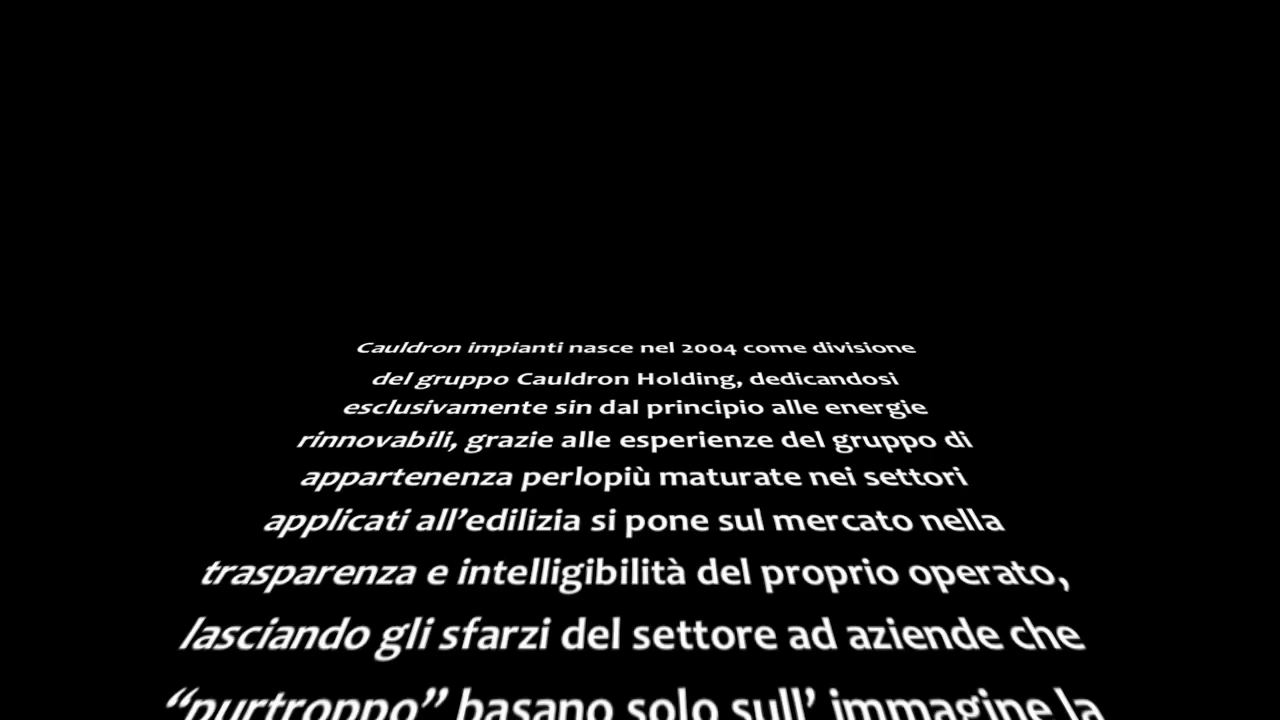 Cauldron impianti nasce nel 2004 come divisione
del gruppo Cauldron Holding, dedicandosi
esclusivamente sin dal principio alle energie
rinnovabili, grazie alle esperienze del gruppo di
appartenenza perlopiù maturate nei settori
applicati all’edilizia si pone sul mercato nella
trasparenza e intelligibilità del proprio operato,
lasciando gli sfarzi del settore ad aziende che
“purtroppo” basano solo sull’ immagine la